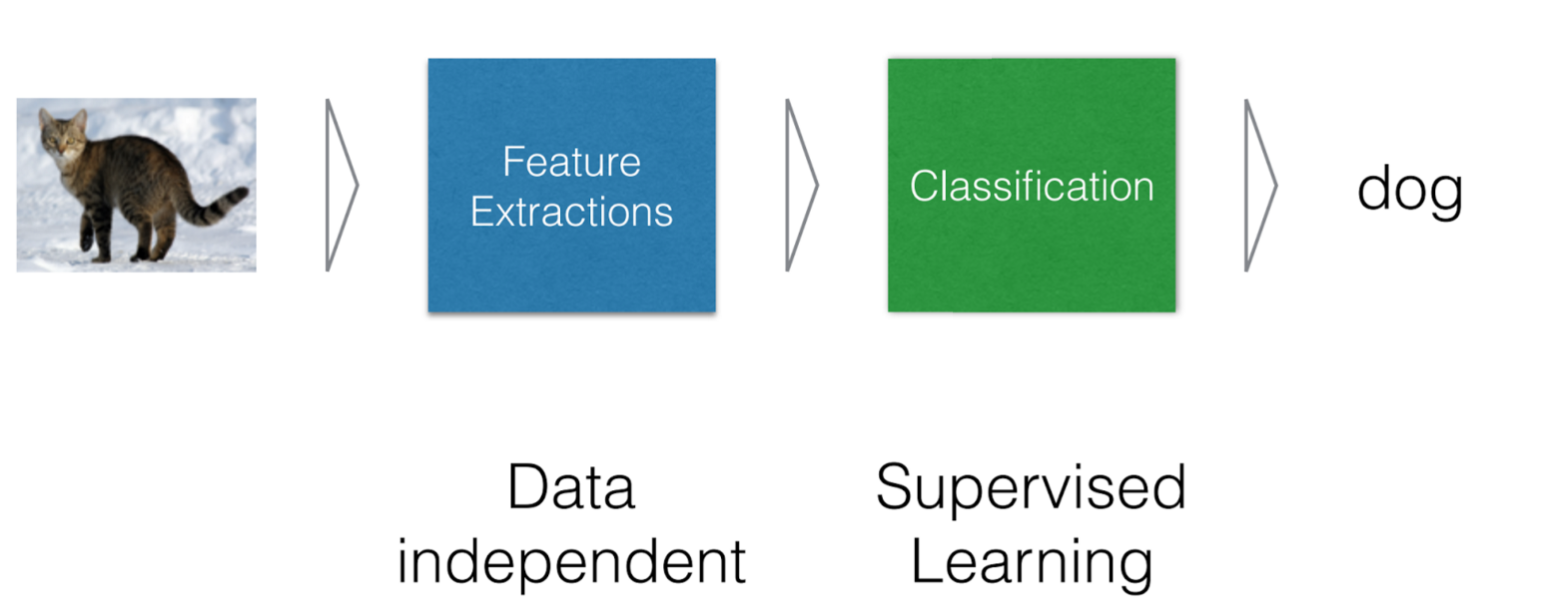 Feature
Extractions
Classification
dog
Data
independent
Supervised
Learning